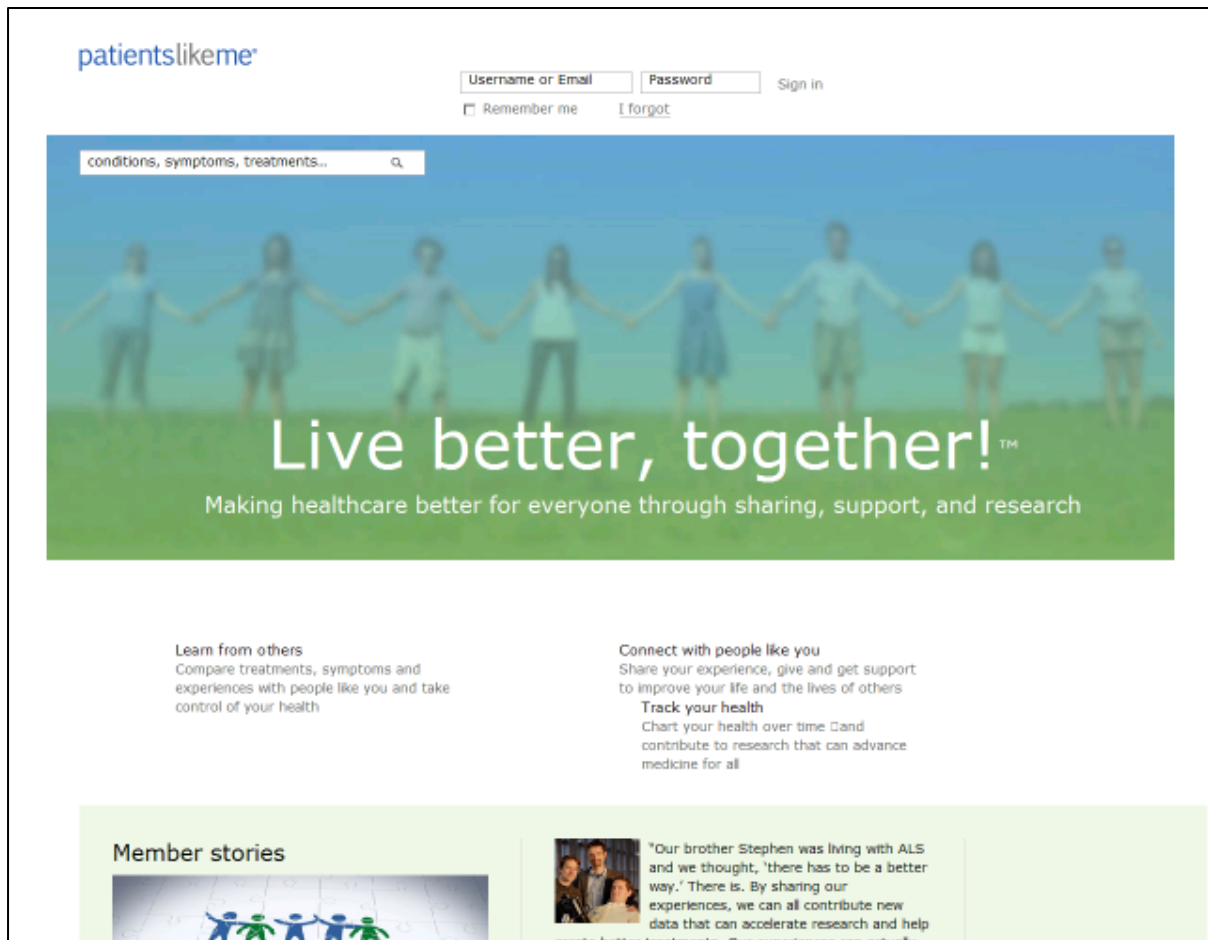 patientslikeme®
Username or Email Password Sign in
Remember me I forgot
conditions, symptoms, treatments...
Live better, together!™
Making healthcare better for everyone through sharing, support, and research
Learn from others
Compare treatments, symptoms and
experiences with people like you and take
control of your health
Connect with people like you
Share your experience, give and get support
to improve your life and the lives of others
Track your health
Chart your health over time □and
contribute to research that can advance
medicine for all
Member stories
"Our brother Stephen was living with ALS
and we thought, 'there has to be a better
way.' There is. By sharing our
experiences, we can all contribute new
data that can accelerate research and help